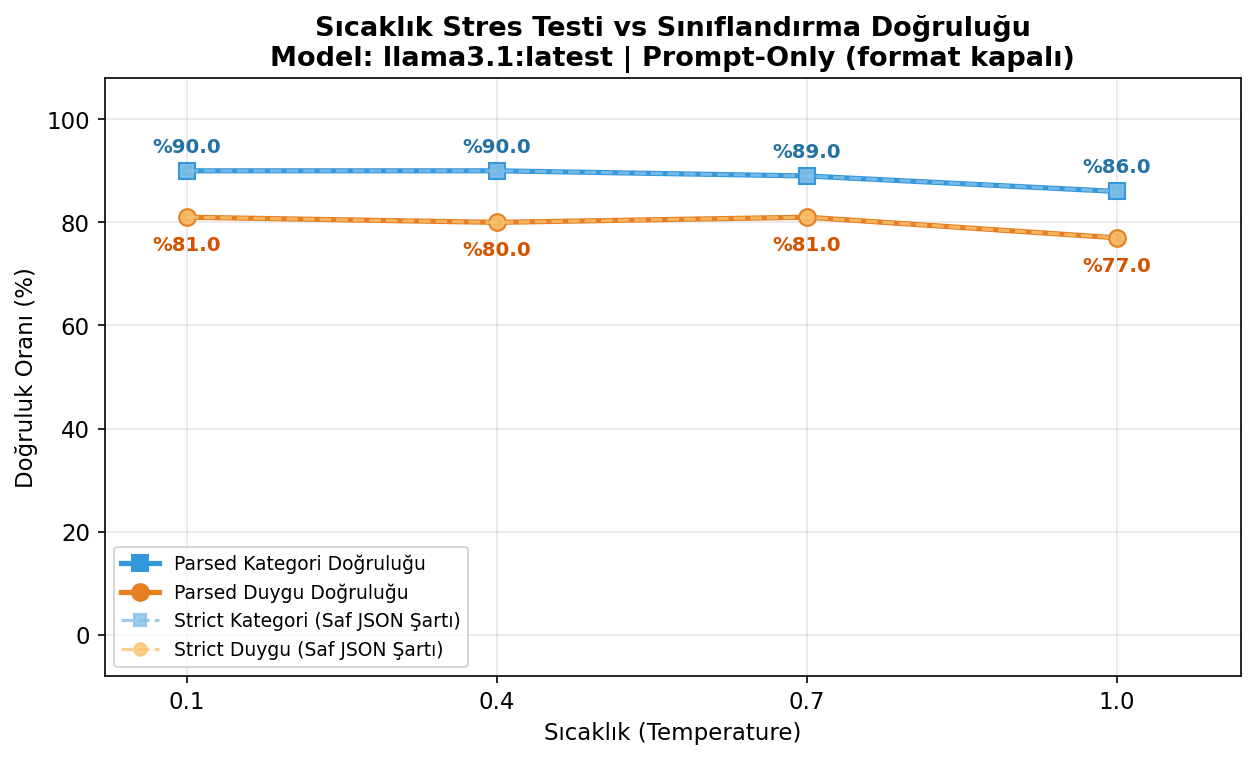 Sıcaklık Stres Testi vs Sınıflandırma Doğruluğu
Model: llama3.1:latest | Prompt-Only (format kapalı)
Doğruluk Oranı (%)
100
80
60
40
20
0
%90.0
%90.0
%89.0
%86.0
%81.0
%80.0
%81.0
%77.0
Parsed Kategori Doğruluğu
Parsed Duygu Doğruluğu
Strict Kategori (Saf JSON Şartı)
Strict Duygu (Saf JSON Şartı)
0.1
0.4
0.7
1.0
Sıcaklık (Temperature)